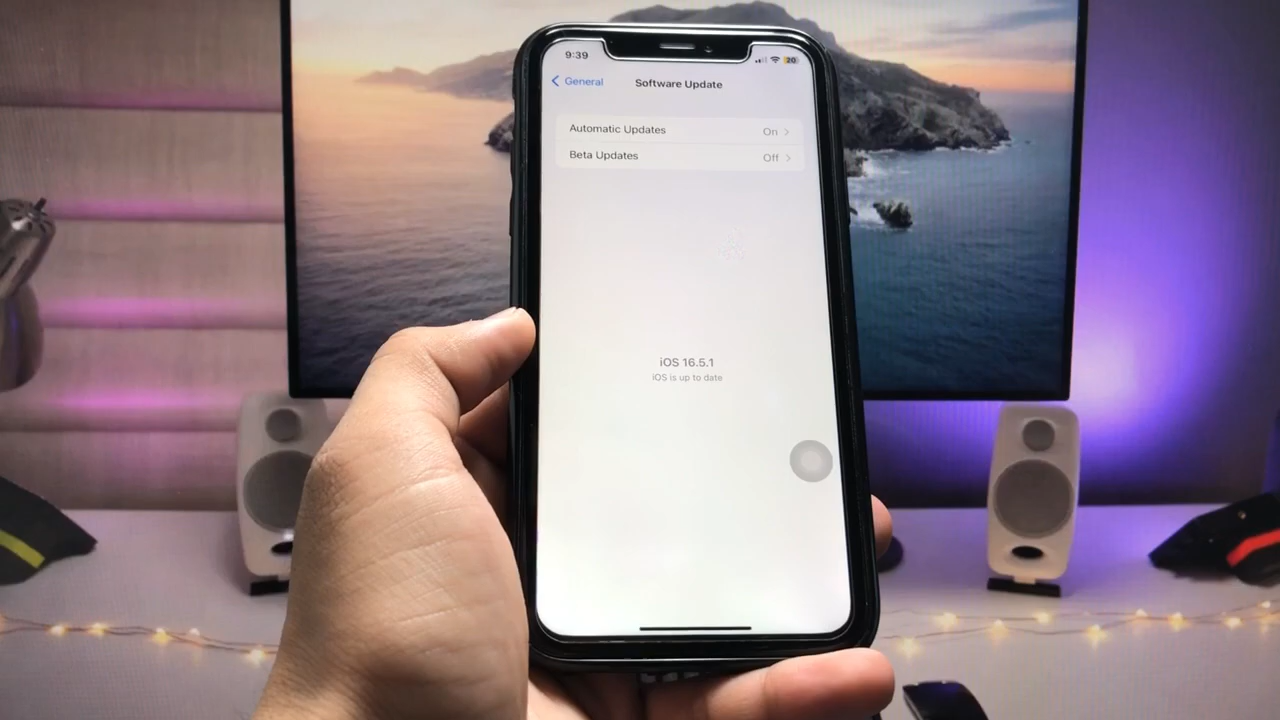 9:39
20
General
Software Update
Automatic Updates On
Beta Updates Off
iOS 16.5.1
iOS is up to date